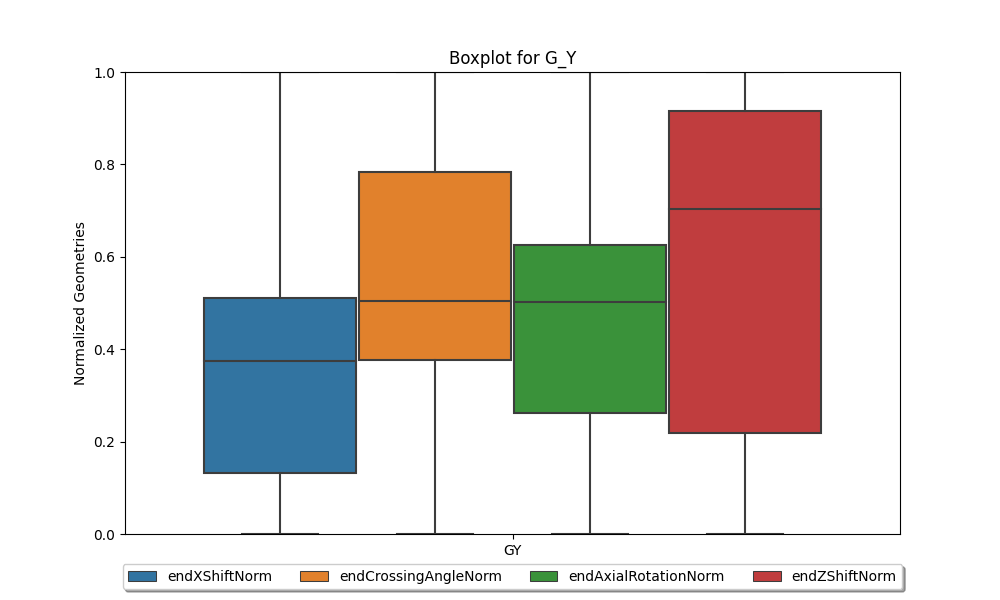 Boxplot for G_Y
1.0
0.8
0.6
0.4
0.2
0.0
Normalized Geometries
GY
endXShiftNorm endCrossingAngleNorm endAxialRotationNorm endZShiftNorm